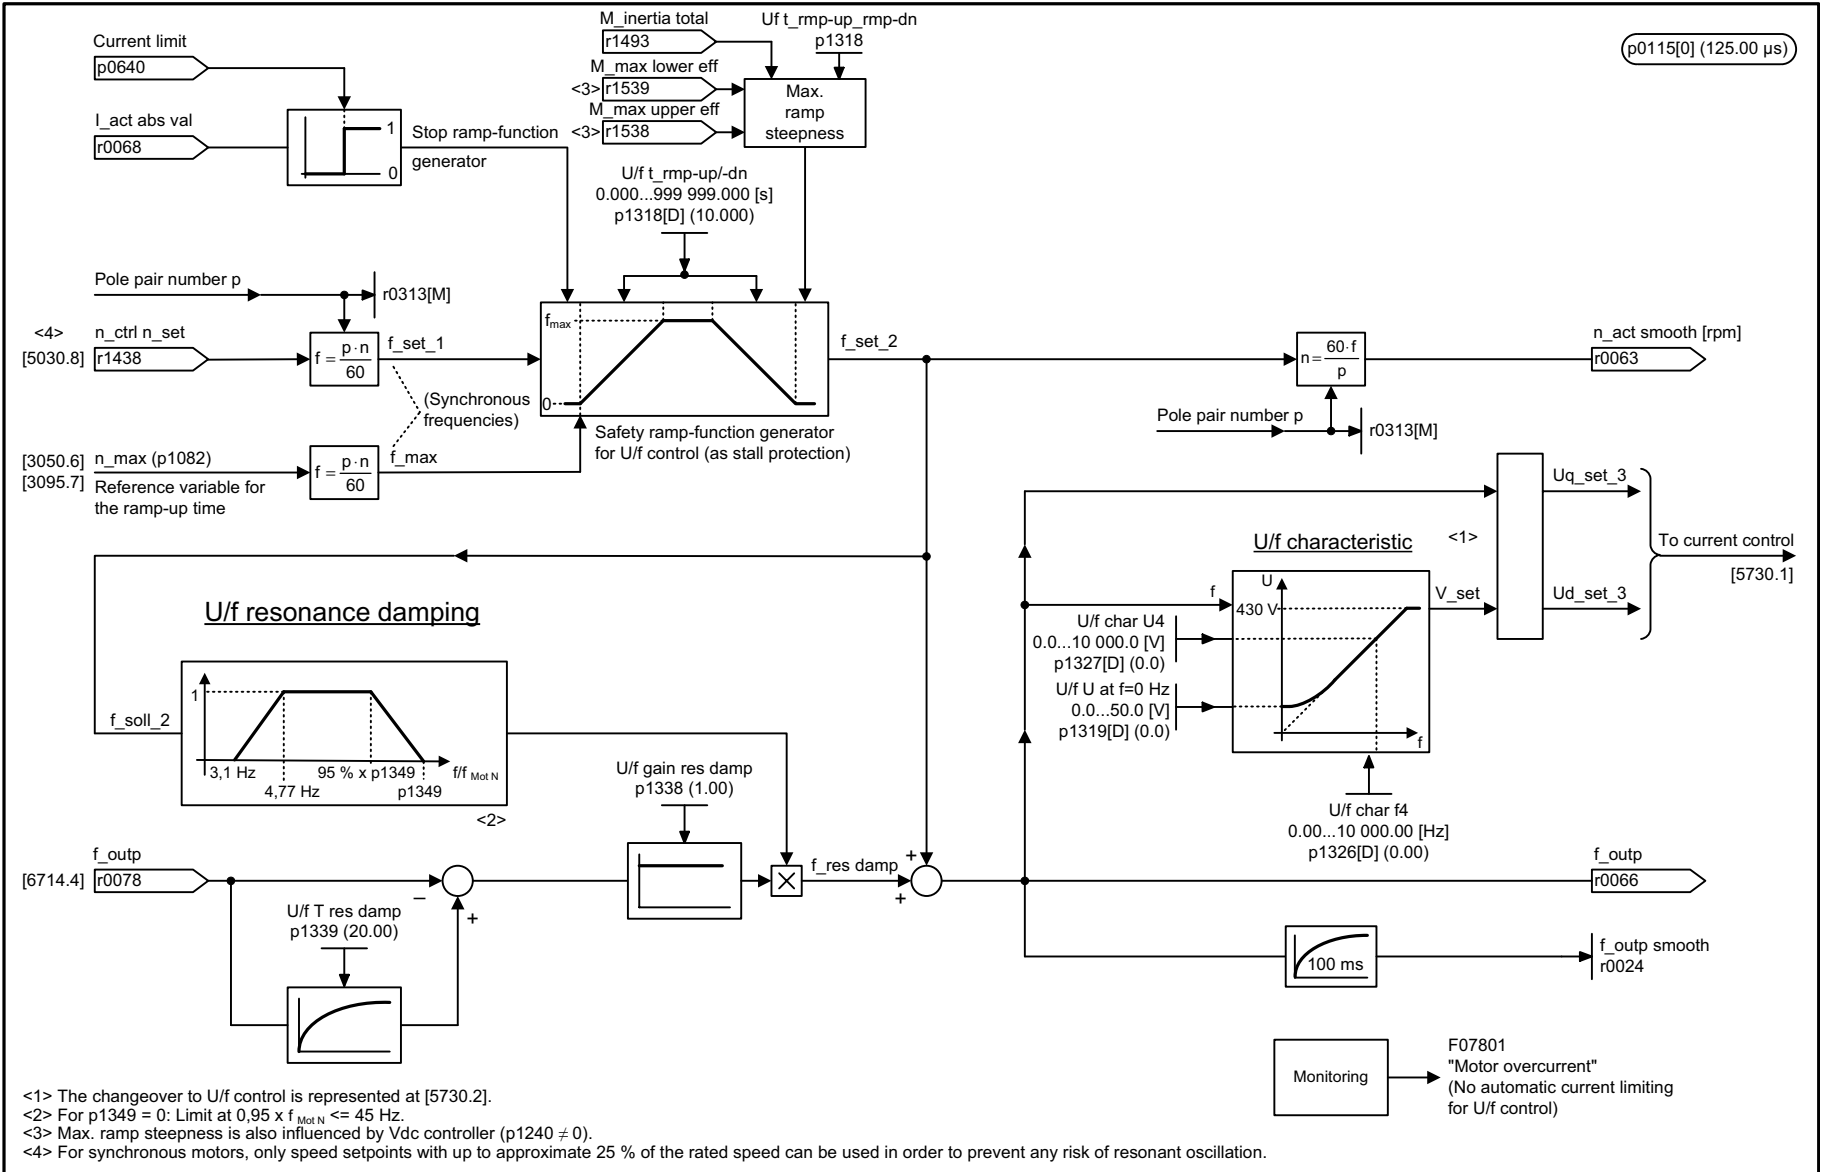 M_inertia total
r1493
Uf t_rmp-up_rmp-dn
p1318
p0115[0] (125.00 µs)
Current limit
p0640
M_max lower eff
<3> r1539
M_max upper eff
<3> r1538
Max.
ramp
steepness
I_act abs val
r0068
1
0
Stop ramp-function
generator
U/f t_rmp-up/-dn
0.000...999 999.000 [s]
p1318[D] (10.000)
Pole pair number p
r0313[M]
<4>
[5030.8]
n_ctrl n_set
r1438
f = p·n
60
f_set_1
(Synchronous
frequencies)
fmax
0
f_set_2
n = 60·f
p
n_act smooth [rpm]
r0063
Pole pair number p
r0313[M]
[3050.6]
[3095.7]
n_max (p1082)
Reference variable for
the ramp-up time
f = p·n
60
f_max
Safety ramp-function generator
for U/f control (as stall protection)
Uq_set_3
<1>
To current control
[5730.1]
Ud_set_3
U/f characteristic
f
U
430 V
f
V_set
U/f char U4
0.0...10 000.0 [V]
p1327[D] (0.0)
U/f U at f=0 Hz
0.0...50.0 [V]
p1319[D] (0.0)
U/f char f4
0.00...10 000.00 [Hz]
p1326[D] (0.00)
U/f resonance damping
f_soll_2
1
3,1 Hz
4,77 Hz
95 % x p1349
p1349
f/f Mot N
<2>
U/f gain res damp
p1338 (1.00)
f_outp
[6714.4] r0078
–
+
U/f T res damp
p1339 (20.00)
f_res damp
+
+
f_outp
r0066
100 ms
f_outp smooth
r0024
Monitoring
F07801
"Motor overcurrent"
(No automatic current limiting
for U/f control)
<1> The changeover to U/f control is represented at [5730.2].
<2> For p1349 = 0: Limit at 0,95 x f Mot N <= 45 Hz.
<3> Max. ramp steepness is also influenced by Vdc controller (p1240 ≠ 0).
<4> For synchronous motors, only speed setpoints with up to approximate 25 % of the rated speed can be used in order to prevent any risk of resonant oscillation.